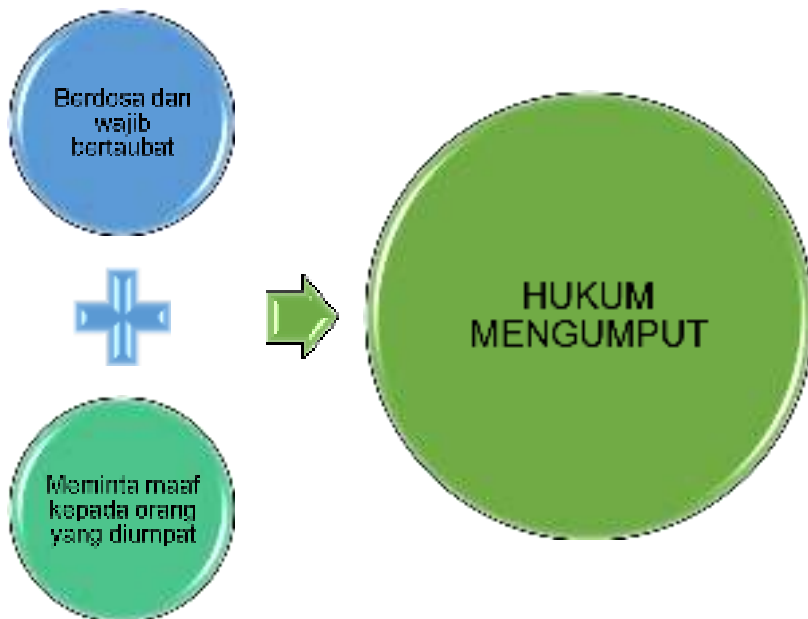 Berdosa dan
wajib
bertaubat
Meminta maaf
kepada orang
yang diumpat
HUKUM
MENGUMPUT